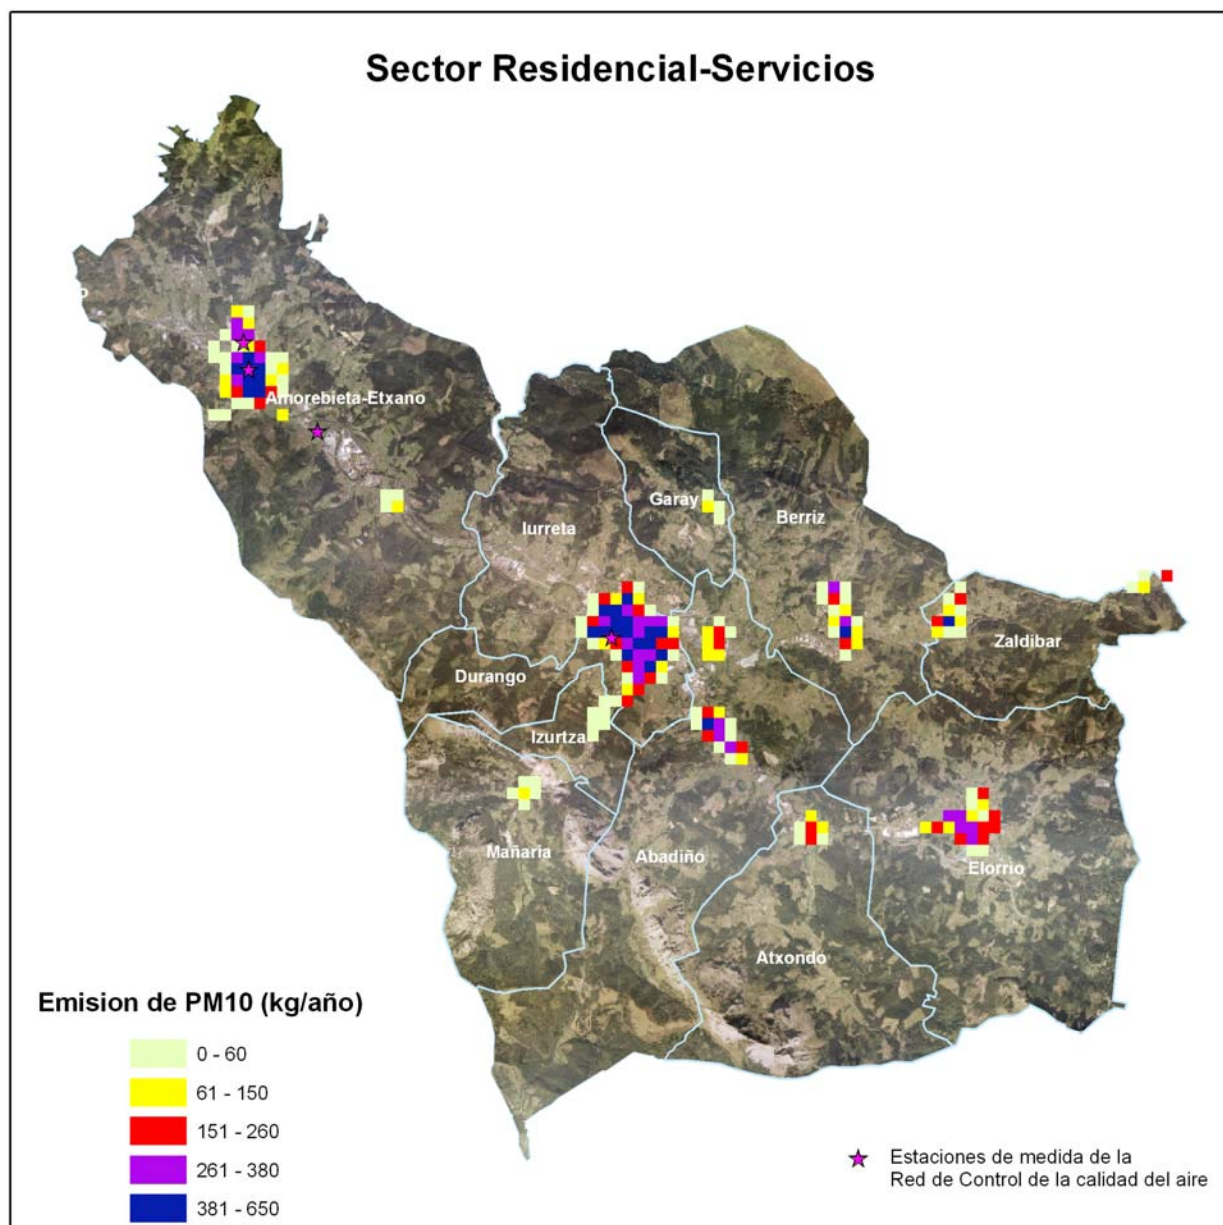 Sector Residencial-Servicios
Amorebieta-Etxano
Garay
Iurreta
Berriz
Zaldibar
Durango
Izurtza
Mañaria
Abadiño
Elorrio
Atxondo
Emision de PM10 (kg/año)
0 - 60
61 - 150
151 - 260
261 - 380
381 - 650
Estaciones de medida de la
Red de Control de la calidad del aire